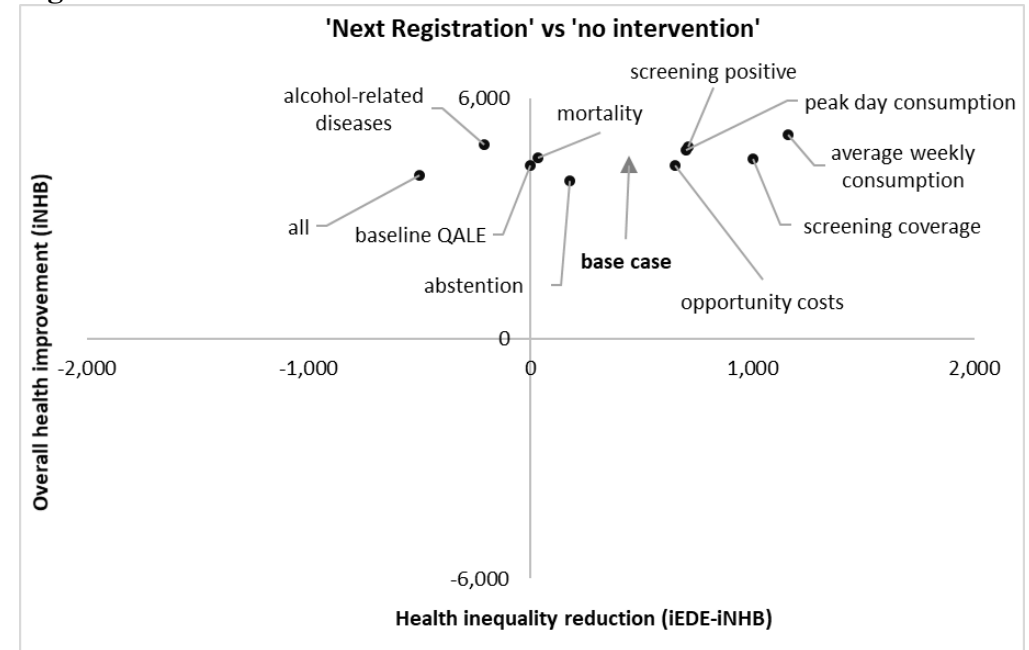 'Next Registration' vs 'no intervention'
screening positive
alcohol-related
diseases
6,000
mortality
peak day consumption
average weekly
consumption
all
baseline QALE
screening coverage
base case
abstention
opportunity costs
Overall health improvement (iNHB)
0
-2,000
-1,000
0
1,000
2,000
-6,000
Health inequality reduction (iEDE-iNHB)